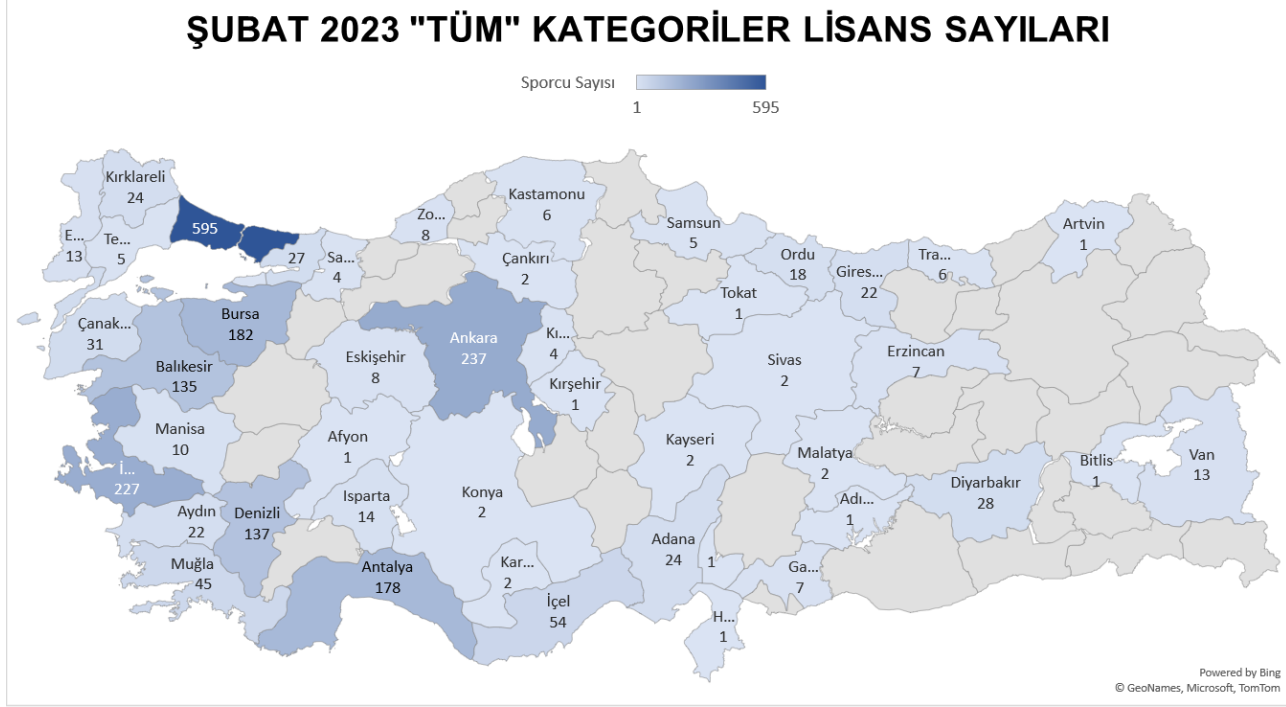 ŞUBAT 2023 "TÜM" KATEGORİLER LİSANS SAYILARI
Sporcu Sayısı
1
595
Kırklareli
24
E...
13
Te...
5
595
27
Sa...
4
Zo...
8
Kastamonu
6
Çankırı
2
Samsun
5
Ordu
18
Gires...
22
Tra...
6
Artvin
1
Tokat
1
Çanak...
31
Bursa
182
Balıkesir
135
Eskişehir
8
Ankara
237
Kı...
4
Kırşehir
1
Sivas
2
Erzincan
7
Manisa
10
İ...
227
Afyon
1
Kayseri
2
Malatya
2
Adı...
1
Diyarbakır
28
Bitlis
1
Van
13
Aydın
22
Denizli
137
Isparta
14
Konya
2
Muğla
45
Antalya
178
Kar...
2
İçel
54
Adana
24
1
Ga...
7
H...
1
Powered by Bing
© GeoNames, Microsoft, TomTom